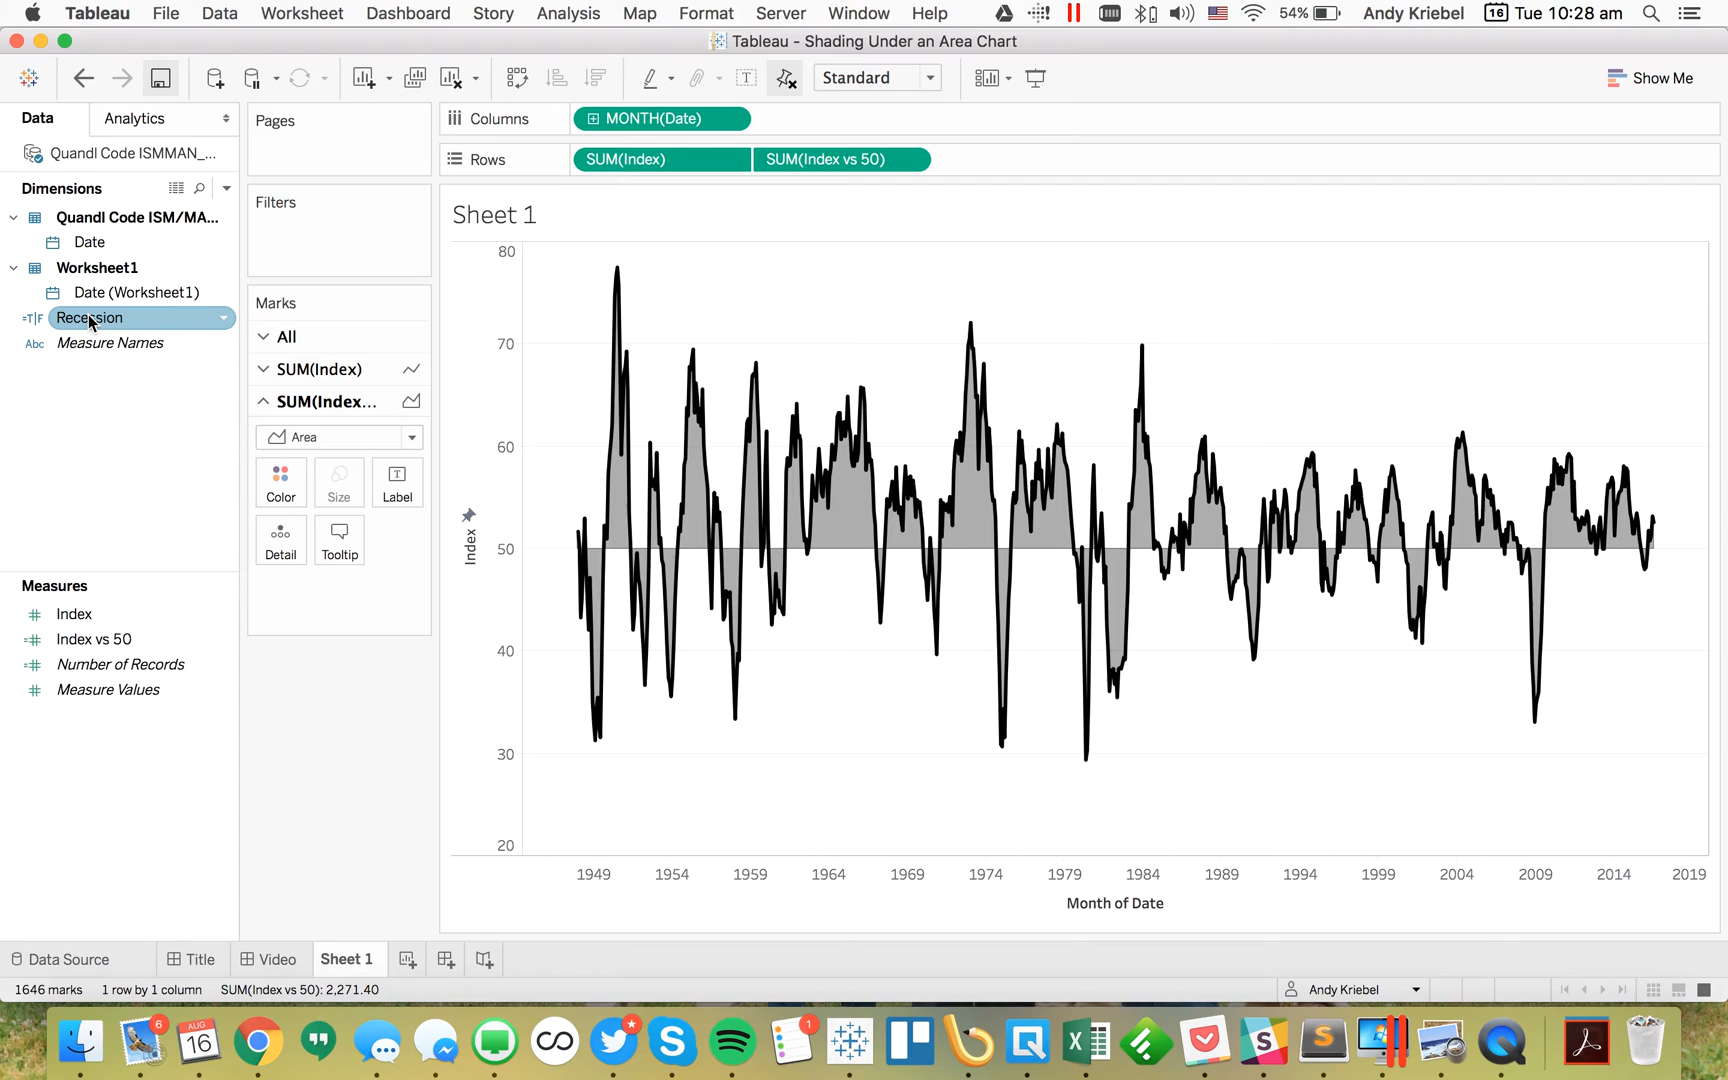 Tableau File Data Worksheet Dashboard Story Analysis Map Format Server Window Help 54% Andy Kriebel 16 Tue 10:28 am
Tableau - Shading Under an Area Chart
Standard Show Me
Data Analytics
Quandl Code ISMMAN_...
Dimensions
Quandl Code ISM/MA...
Date
Worksheet1
Date (Worksheet1)
=T|F Recession
Abc Measure Names
Measures
Index
Index vs 50
Number of Records
Measure Values
Pages
Filters
Marks
All
SUM(Index)
SUM(Index...
Area
Color Size Label
Detail Tooltip
Columns MONTH(Date)
Rows SUM(Index) SUM(Index vs 50)
Sheet 1
80
70
60
50
40
30
20
Index
1949 1954 1959 1964 1969 1974 1979 1984 1989 1994 1999 2004 2009 2014 2019
Month of Date
Data Source Title Video Sheet 1
1646 marks 1 row by 1 column SUM(Index vs 50): 2,271.40 Andy Kriebel
6 AUG 16 1